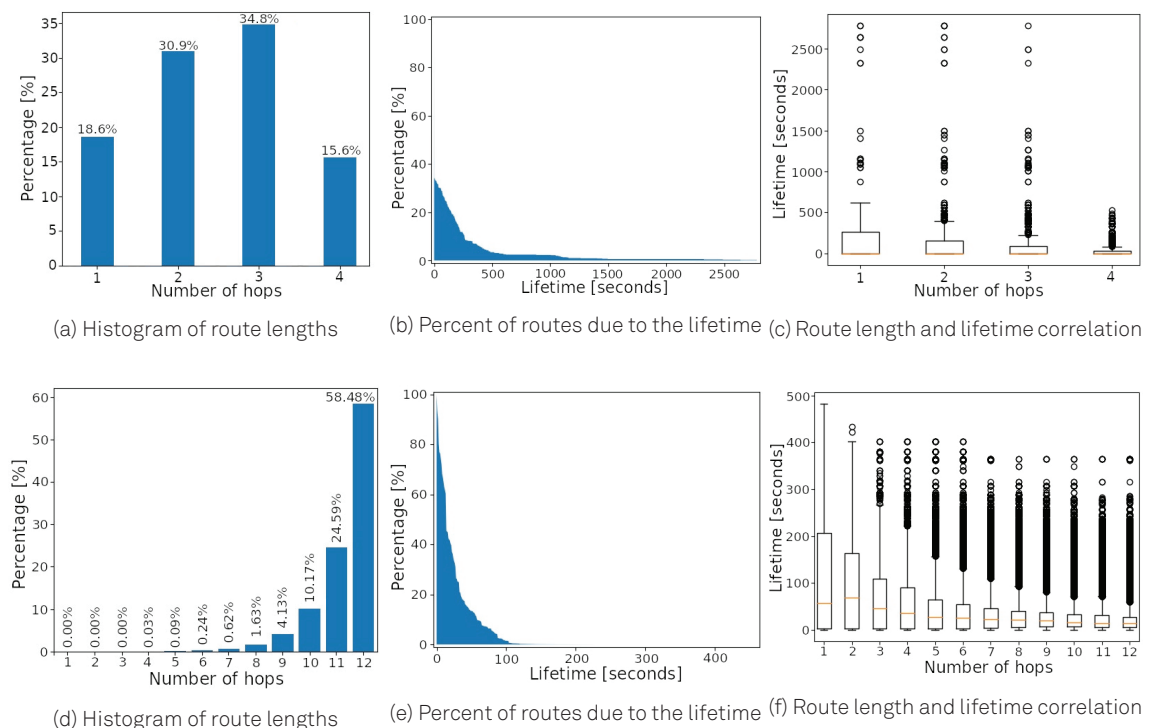 35
30
25
20
15
10
5
0
Percentage [%]
18.6%
30.9%
34.8%
15.6%
1 2 3 4
Number of hops
(a) Histogram of route lengths
100
80
60
40
20
0
Percentage [%]
0 500 1000 1500 2000 2500
Lifetime [seconds]
(b) Percent of routes due to the lifetime
2500
2000
1500
1000
500
0
Lifetime [seconds]
1 2 3 4
Number of hops
(c) Route length and lifetime correlation
60
50
40
30
20
10
0
Percentage [%]
0.00%
0.00%
0.00%
0.03%
0.09%
0.24%
0.62%
1.63%
4.13%
10.17%
24.59%
58.48%
1 2 3 4 5 6 7 8 9 10 11 12
Number of hops
(d) Histogram of route lengths
100
80
60
40
20
0
Percentage [%]
0 100 200 300 400
Lifetime [seconds]
(e) Percent of routes due to the lifetime
500
400
300
200
100
0
Lifetime [seconds]
1 2 3 4 5 6 7 8 9 10 11 12
Number of hops
(f) Route length and lifetime correlation